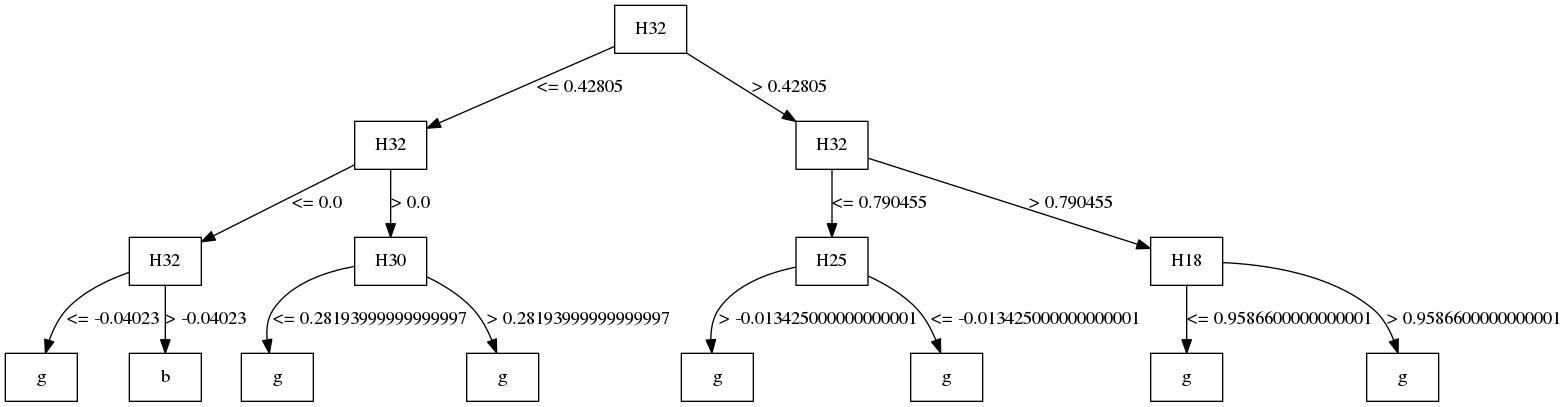 H32
<= 0.42805
> 0.42805
H32
H32
<= 0.0
> 0.0
<= 0.790455
> 0.790455
H32
H30
H25
H18
<= -0.04023
> -0.04023
<= 0.28193999999999997
> 0.28193999999999997
> -0.013425000000000001
<= -0.013425000000000001
<= 0.9586600000000001
> 0.9586600000000001
g
b
g
g
g
g
g
g